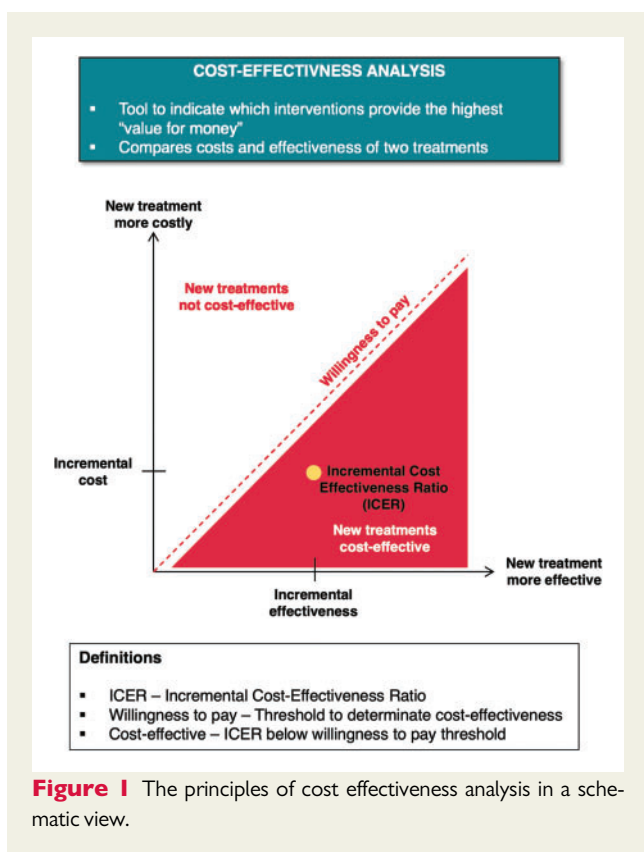 COST-EFFECTIVNESS ANALYSIS
▪ Tool to indicate which interventions provide the highest
"value for money"
▪ Compares costs and effectiveness of two treatments
New treatment
more costly
New treatments
not cost-effective
Willingness to pay
Incremental
cost
Incremental Cost
Effectiveness Ratio
(ICER)
New treatments
cost-effective
New treatment
more effective
Incremental
effectiveness
Definitions
▪ ICER – Incremental Cost-Effectiveness Ratio
▪ Willingness to pay – Threshold to determinate cost-effectiveness
▪ Cost-effective – ICER below willingness to pay threshold
Figure 1 The principles of cost effectiveness analysis in a sche-
matic view.